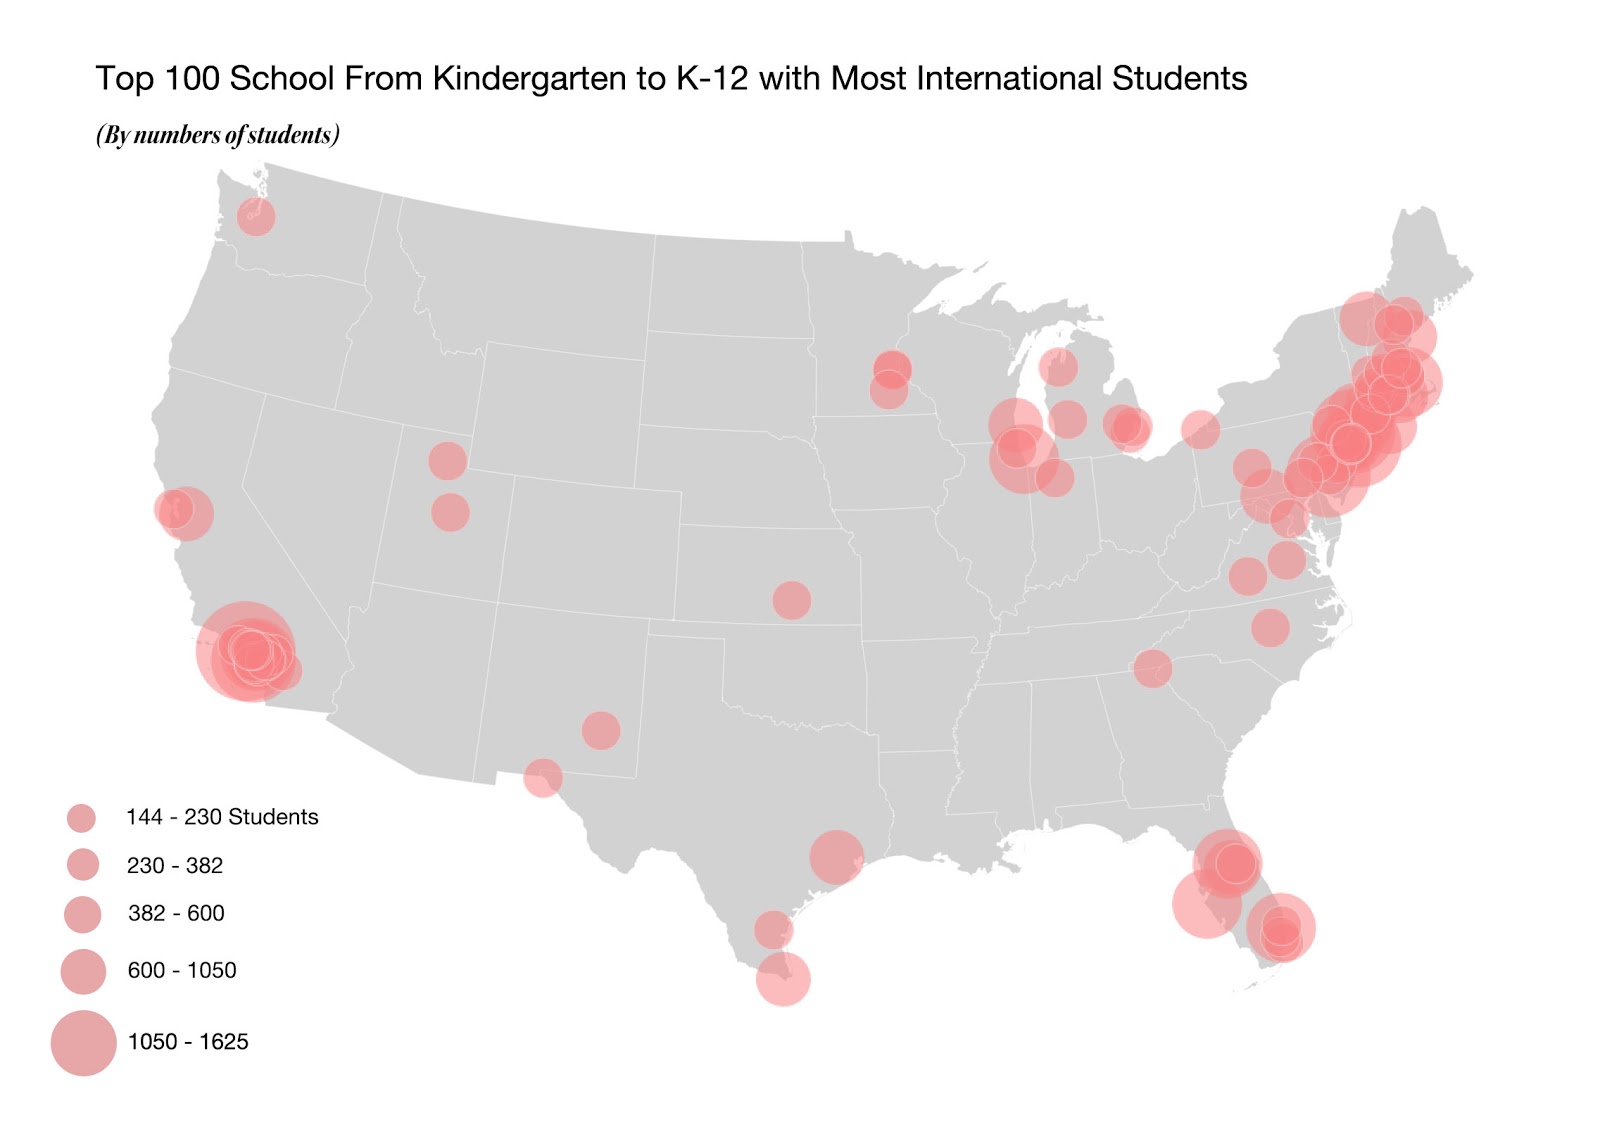 Top 100 School From Kindergarten to K-12 with Most International Students
(By numbers of students)
144 - 230 Students
230 - 382
382 - 600
600 - 1050
1050 - 1625